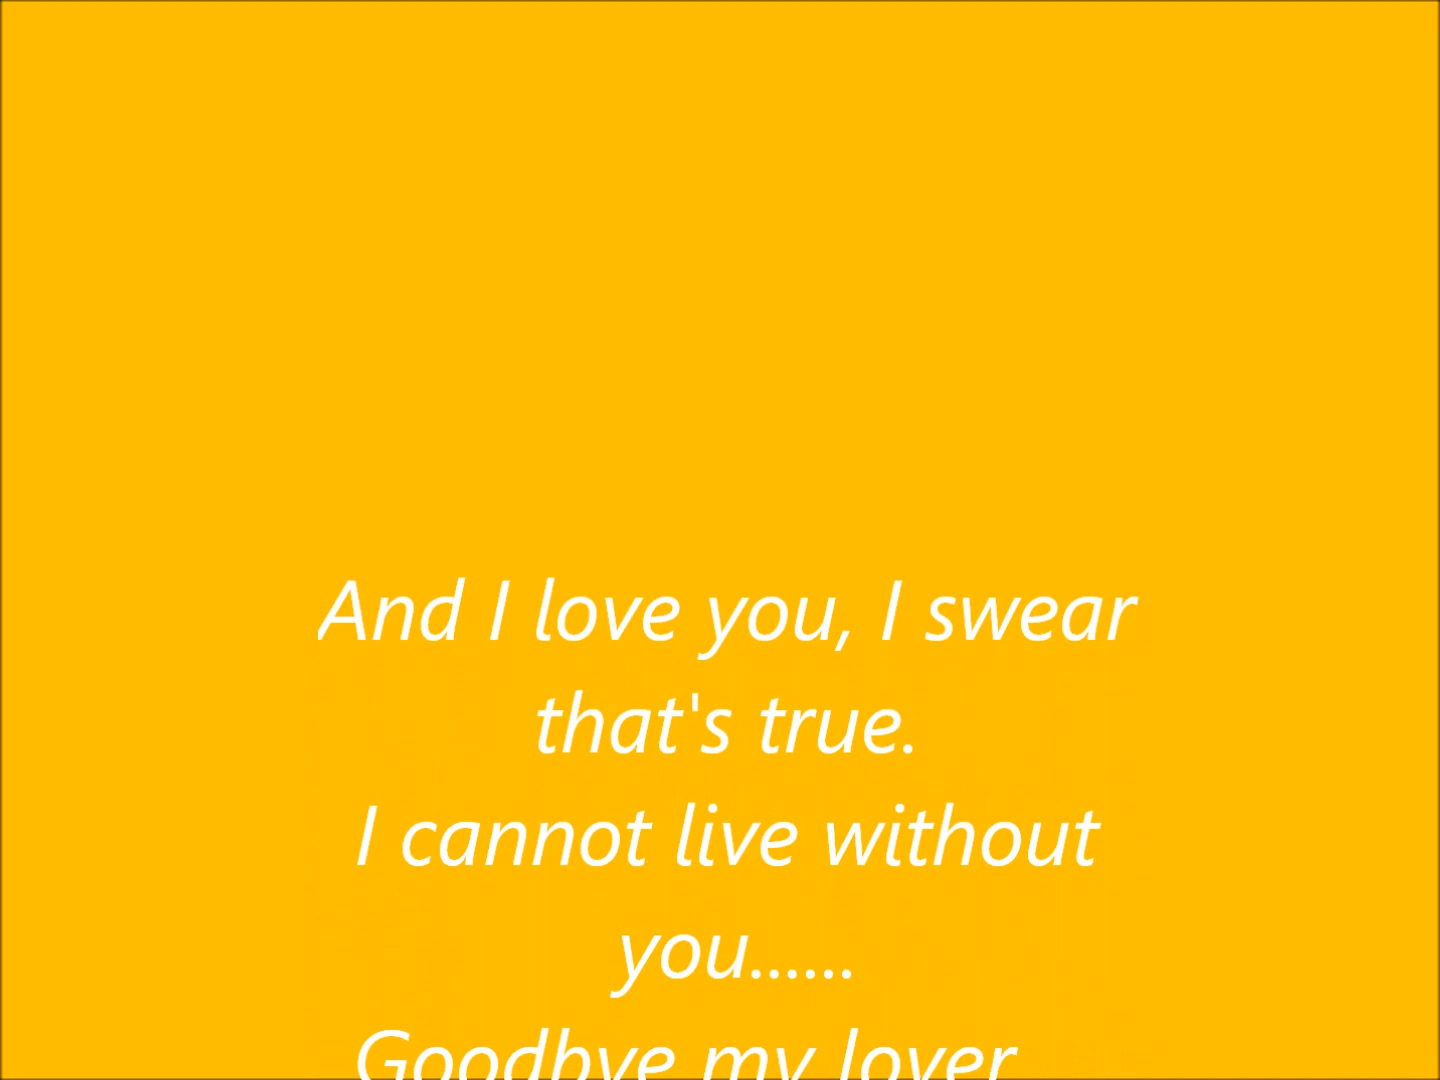 And I love you, I swear
that's true.
I cannot live without
you......
Goodbye my lover